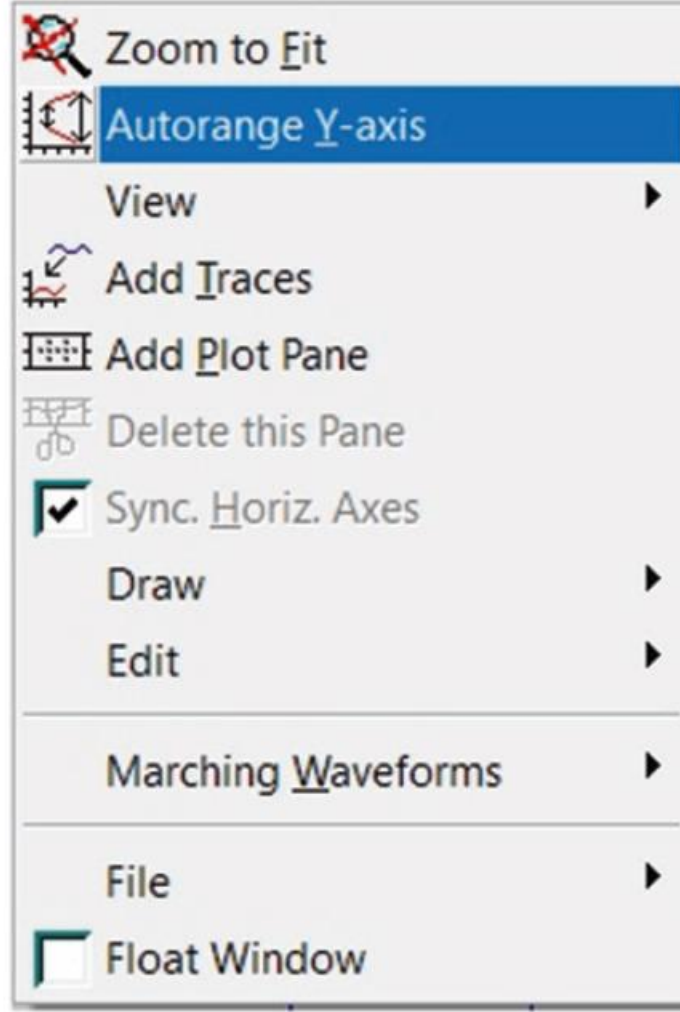 Zoom to Fit
Autorange Y-axis
View
Add Traces
Add Plot Pane
Delete this Pane
Sync. Horiz. Axes
Draw
Edit
Marching Waveforms
File
Float Window